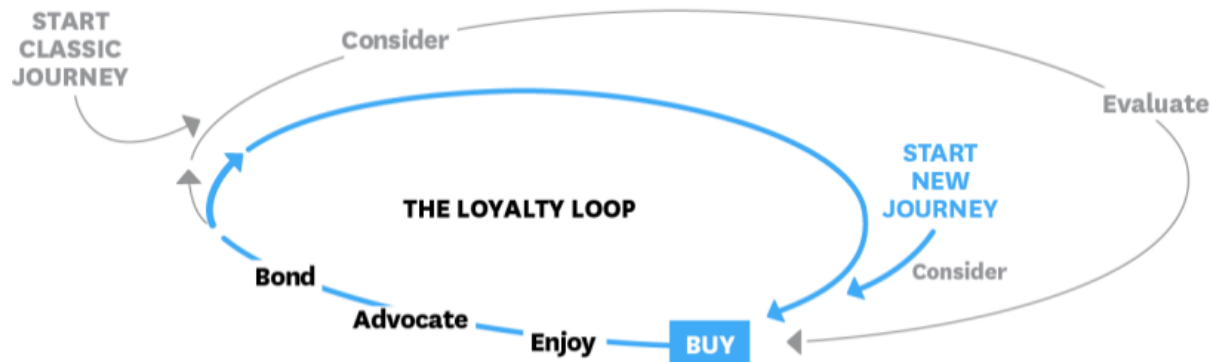 START
CLASSIC
JOURNEY
Consider
Evaluate
START
NEW
JOURNEY
THE LOYALTY LOOP
Consider
Bond
Advocate
Enjoy
BUY